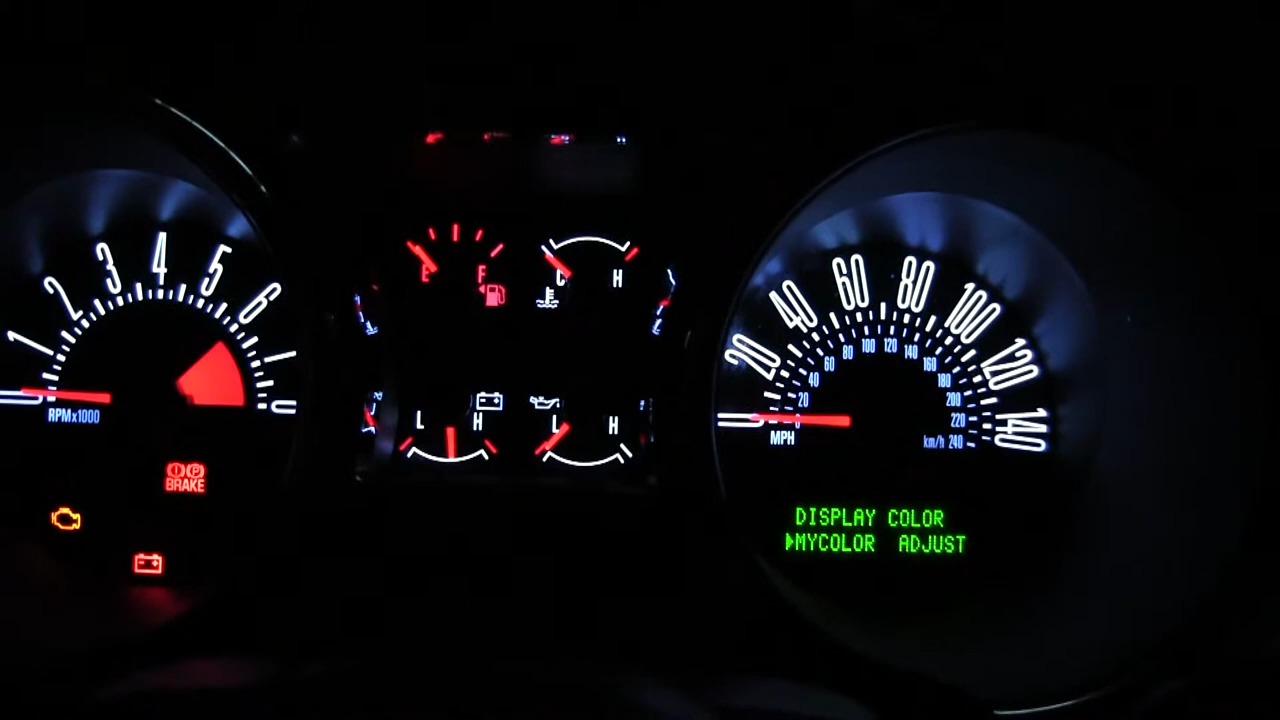 1 2 3 4 5 6
RPMx1000
BRAKE
E F
C H
L H
L H
20 40 60 80 100 120 140
0 20 40 60 80 100 120 140 160 180 200 220 240
MPH
km/h
DISPLAY COLOR
MYCOLOR ADJUST